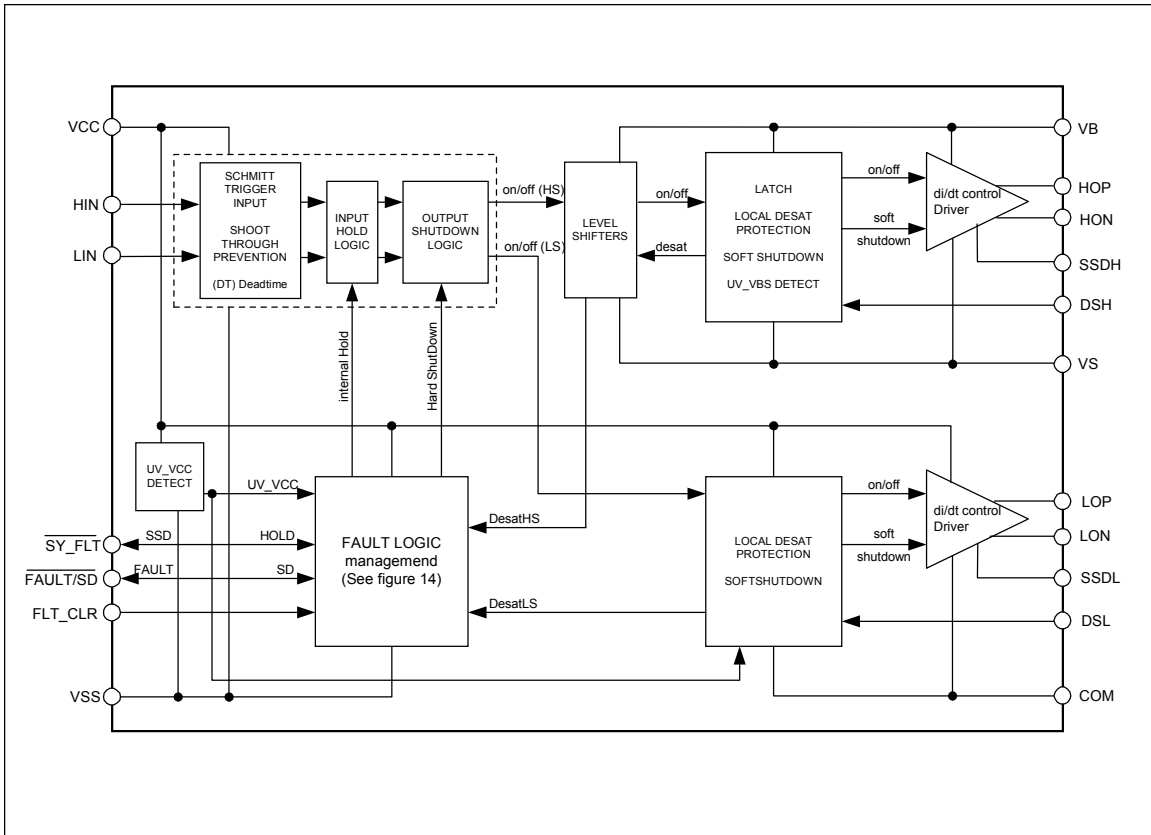 VCC
HIN
LIN
SCHMITT
TRIGGER
INPUT
SHOOT
THROUGH
PREVENTION
(DT) Deadtime
INPUT
HOLD
LOGIC
OUTPUT
SHUTDOWN
LOGIC
on/off (HS)
on/off (LS)
LEVEL
SHIFTERS
on/off
desat
LATCH
LOCAL DESAT
PROTECTION
SOFT SHUTDOWN
UV_VBS DETECT
on/off
soft
shutdown
di/dt control
Driver
VB
HOP
HON
SSDH
DSH
VS
internal Hold
Hard ShutDown
UV_VCC
DETECT
UV_VCC
SY_FLT
SSD
HOLD
FAULT/SD
FAULT
SD
FLT_CLR
VSS
FAULT LOGIC
managemend
(See figure 14)
DesatHS
DesatLS
LOCAL DESAT
PROTECTION
SOFTSHUTDOWN
on/off
soft
shutdown
di/dt control
Driver
LOP
LON
SSDL
DSL
COM